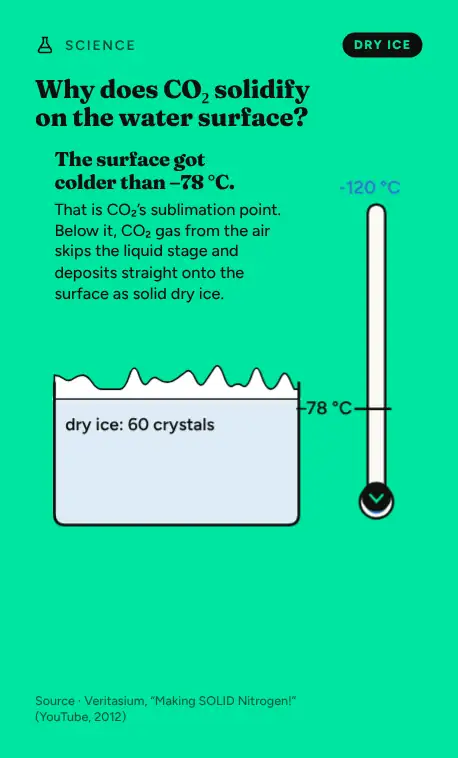 SCIENCE
DRY ICE
Why does CO₂ solidify
on the water surface?
The surface got
colder than –78 °C.
That is CO₂’s sublimation point.
Below it, CO₂ gas from the air
skips the liquid stage and
deposits straight onto the
surface as solid dry ice.
-120 °C
-78 °C
dry ice: 60 crystals
Source · Veritasium, “Making SOLID Nitrogen!”
(YouTube, 2012)